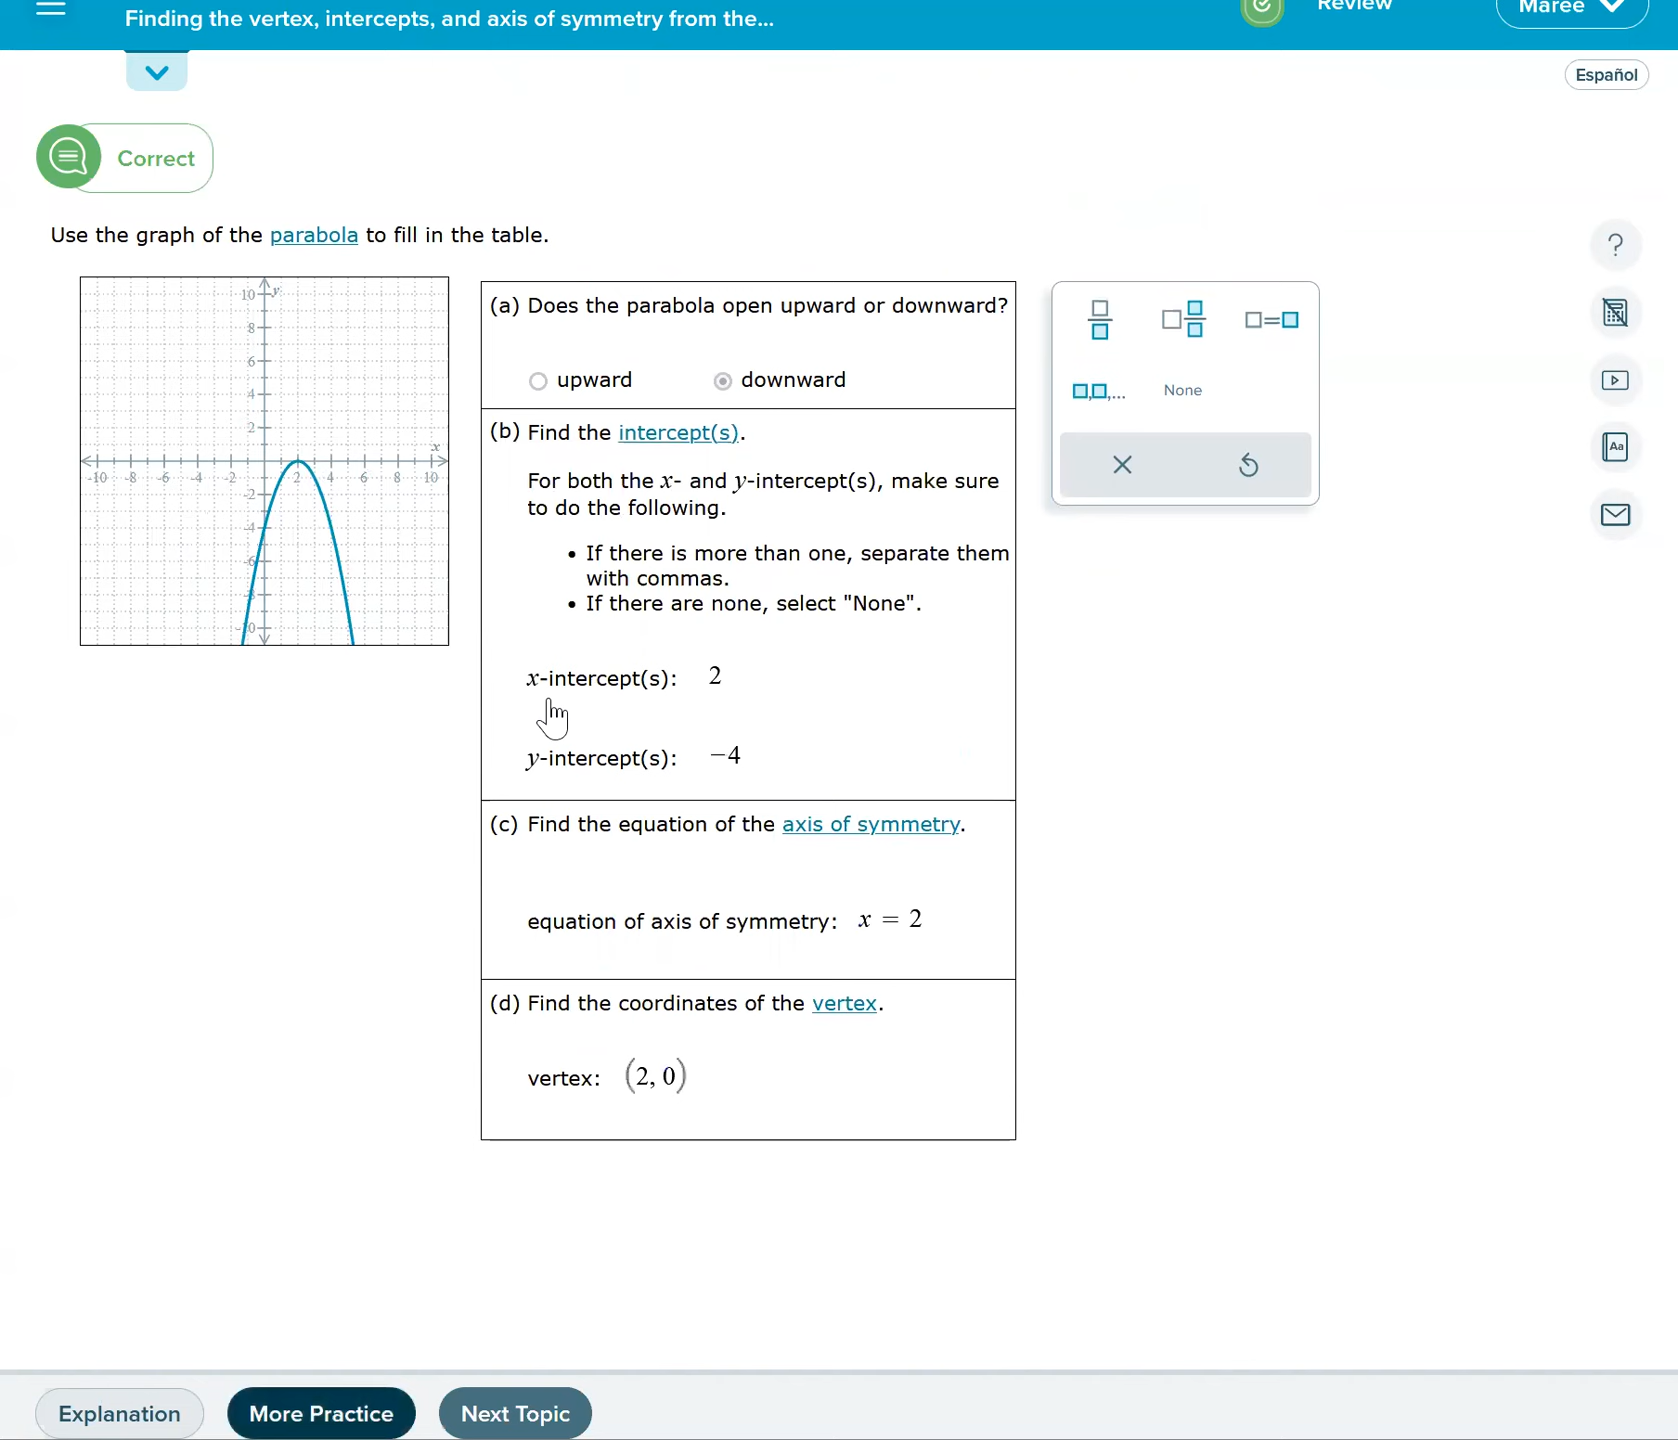 Finding the vertex, intercepts, and axis of symmetry from the...
Review
Maree
Español
Correct
Use the graph of the parabola to fill in the table.
10
y
8
6
4
2
x
-10 -8 -6 -4 -2 2 4 6 8 10
-2
-4
-6
-10
(a) Does the parabola open upward or downward?
upward downward
(b) Find the intercept(s).
For both the x- and y-intercept(s), make sure
to do the following.
• If there is more than one, separate them
with commas.
• If there are none, select "None".
x-intercept(s): 2
y-intercept(s): −4
(c) Find the equation of the axis of symmetry.
equation of axis of symmetry: x = 2
(d) Find the coordinates of the vertex.
vertex: (2, 0)
□=□
□,□,...
None
?
Aa
Explanation
More Practice
Next Topic